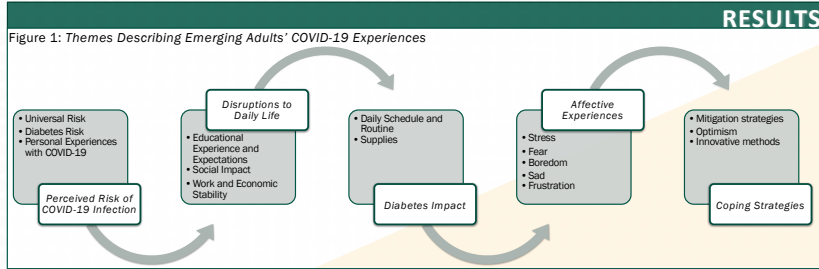 RESULTS
Figure 1: Themes Describing Emerging Adults’ COVID-19 Experiences
• Universal Risk
• Diabetes Risk
• Personal Experiences
with COVID-19
Perceived Risk of
COVID-19 Infection
Disruptions to
Daily Life
• Educational
Experience and
Expectations
• Social Impact
• Work and Economic
Stability
• Daily Schedule and
Routine
• Supplies
Diabetes Impact
Affective
Experiences
• Stress
• Fear
• Boredom
• Sad
• Frustration
• Mitigation strategies
• Optimism
• Innovative methods
Coping Strategies